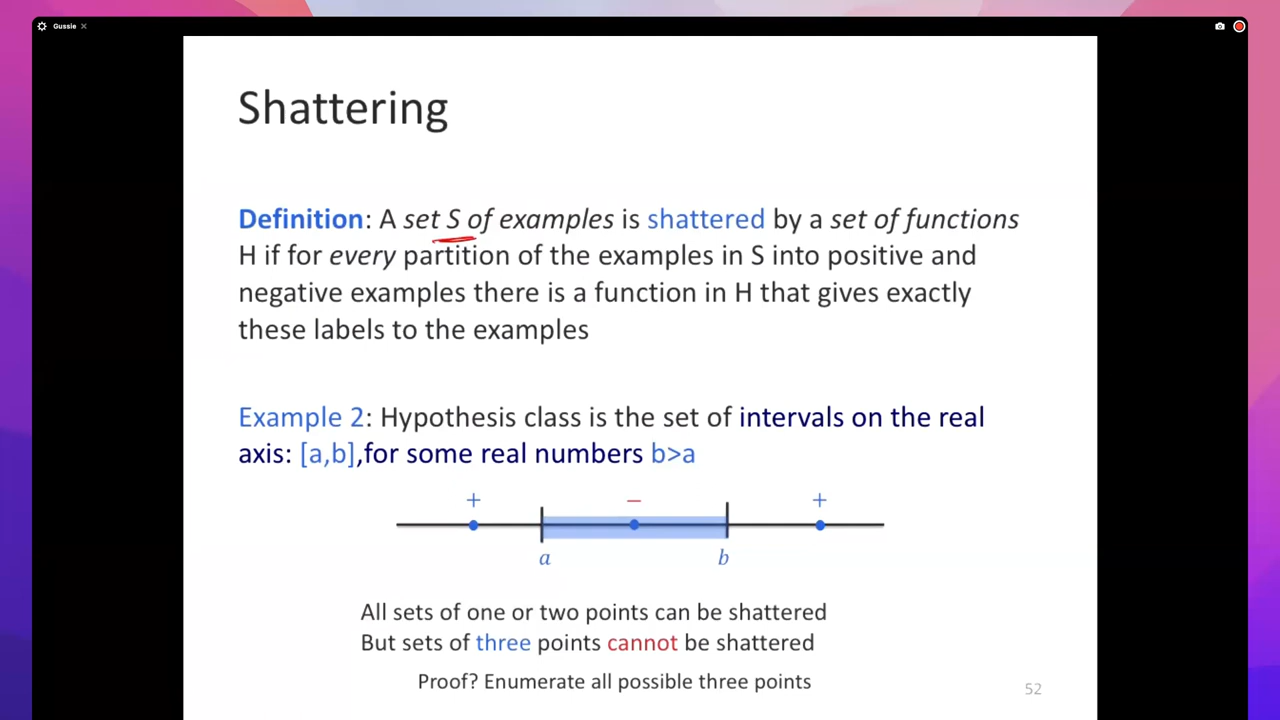 Gussie ×
Shattering
Definition: A set S of examples is shattered by a set of functions
H if for every partition of the examples in S into positive and
negative examples there is a function in H that gives exactly
these labels to the examples
Example 2: Hypothesis class is the set of intervals on the real
axis: [a,b],for some real numbers b>a
+ − +
a b
All sets of one or two points can be shattered
But sets of three points cannot be shattered
Proof? Enumerate all possible three points
52